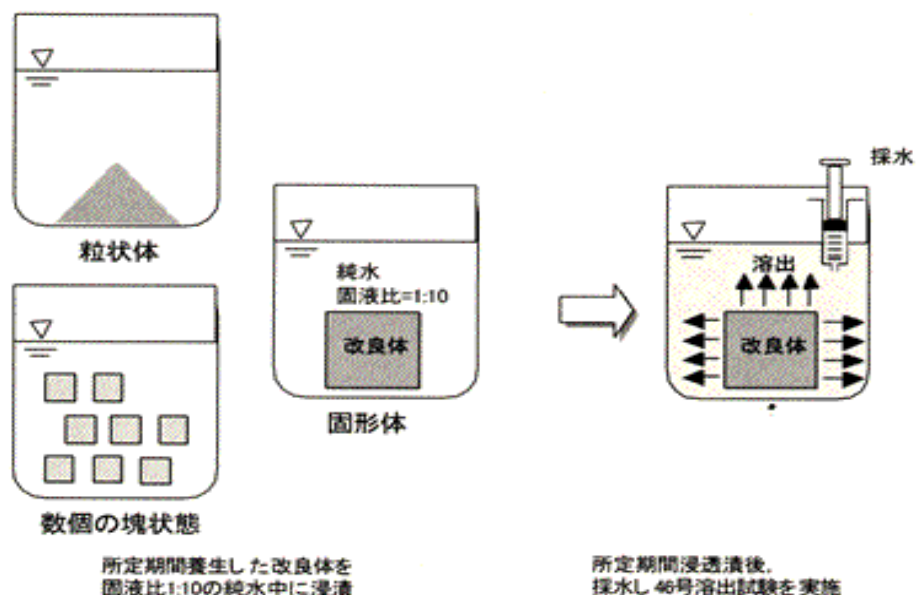 粒状体
数個の塊状態
純水
固液比=1:10
改良体
固形体
所定期間養生した改良体を
固液比1:10の純水中に浸漬
採水
溶出
改良体
所定期間浸透漬後,
採水し46号溶出試験を実施